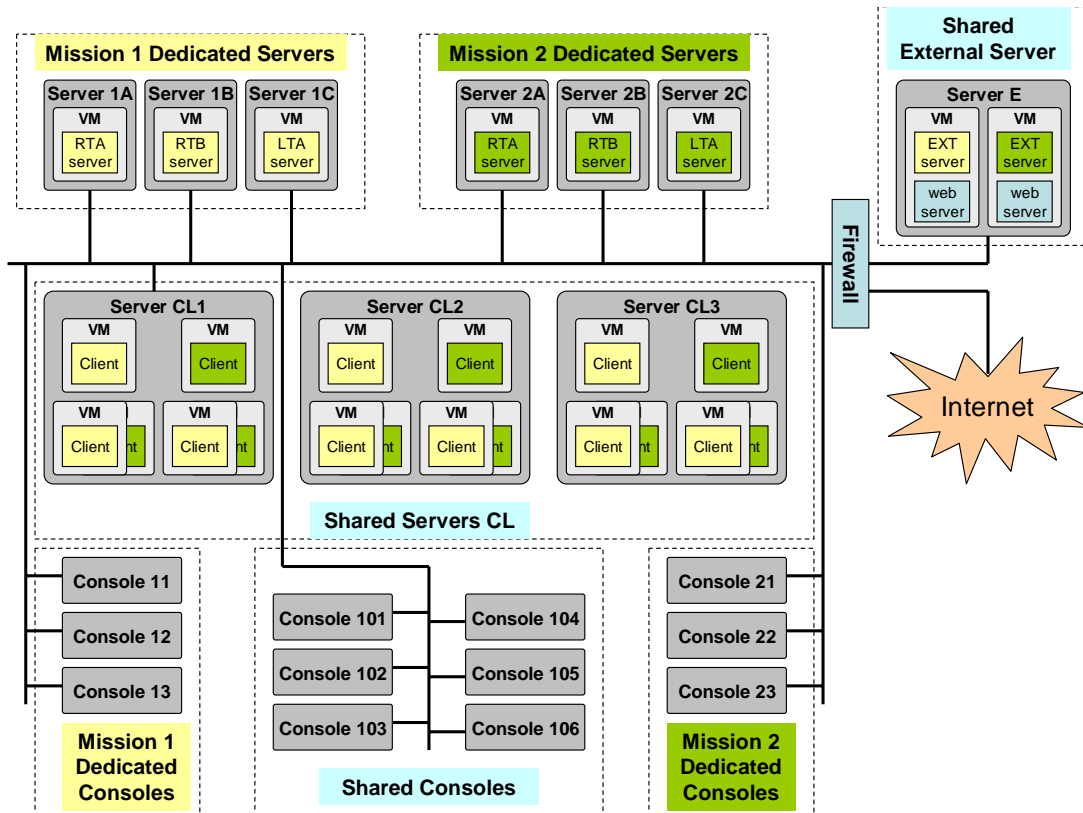 Mission 1 Dedicated Servers
Mission 2 Dedicated Servers
Shared
External Server
Server 1A
Server 1B
Server 1C
Server 2A
Server 2B
Server 2C
Server E
VM
VM
VM
VM
VM
VM
VM
VM
RTA
server
RTB
server
LTA
server
RTA
server
RTB
server
LTA
server
EXT
server
EXT
server
web
server
web
server
Firewall
Server CL1
VM
Client
VM
Client
VM
Client
nt
VM
Client
nt
Server CL2
VM
Client
VM
Client
VM
Client
nt
VM
Client
nt
Server CL3
VM
Client
VM
Client
VM
Client
nt
VM
Client
nt
Internet
Shared Servers CL
Console 11
Console 12
Console 13
Mission 1
Dedicated
Consoles
Console 101
Console 102
Console 103
Console 104
Console 105
Console 106
Shared Consoles
Console 21
Console 22
Console 23
Mission 2
Dedicated
Consoles